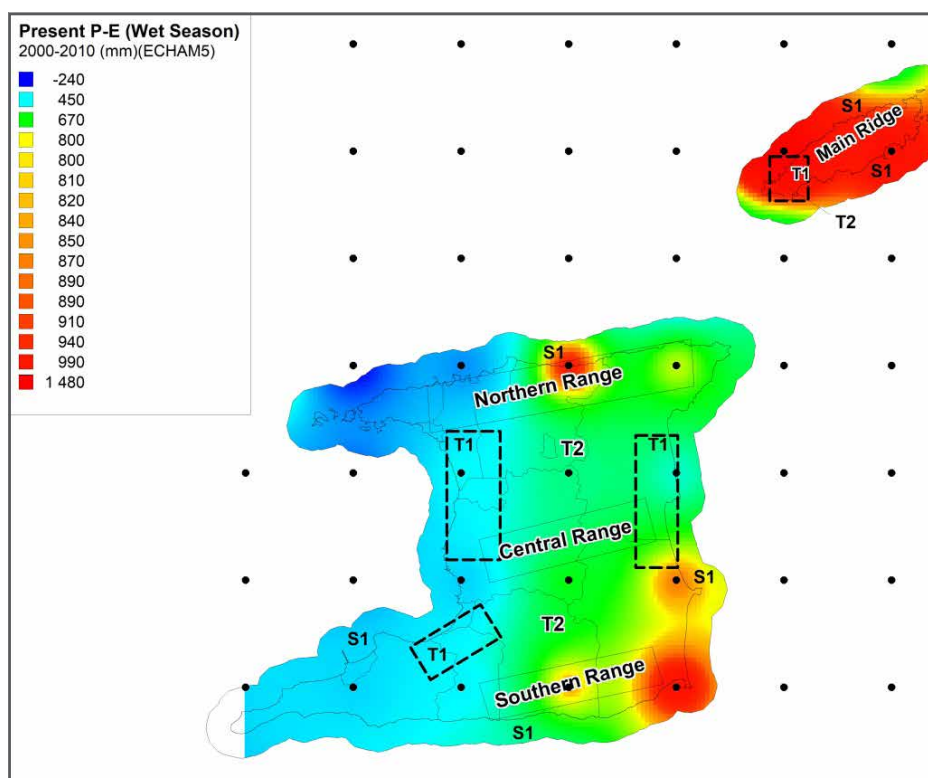 Present P-E (Wet Season)
2000-2010 (mm)(ECHAM5)
-240
450
670
800
800
810
820
840
850
870
890
890
910
940
990
1 480
S1
Main Ridge
T1
S1
T2
S1
Northern Range
T1
T2
T1
Central Range
S1
T2
S1
T1
Southern Range
S1